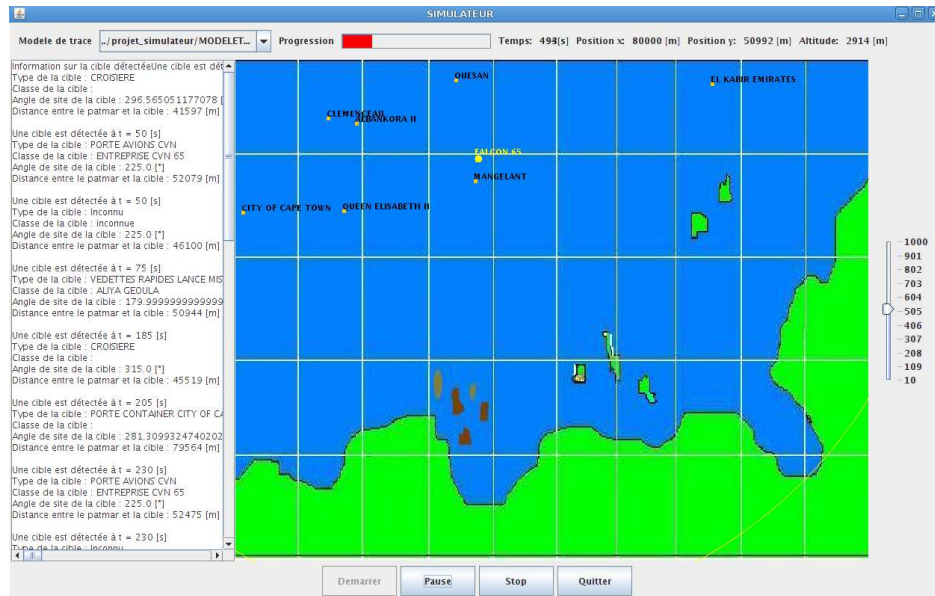 SIMULATEUR
Modele de trace ../projet_simulateur/MODELET... Progression Temps: 493[s] Position x: 80000 [m] Position y: 50992 [m] Altitude: 2914 [m]
Information sur la cible détectéeUne cible est dét
Type de la cible : CROISIERE
Classe de la cible :
Angle de site de la cible : 296.565051177078 [
Distance entre le patmar et la cible : 41597 [m]
Une cible est détectée à t = 50 [s]
Type de la cible : PORTE AVIONS CVN
Classe de la cible : ENTREPRISE CVN 65
Angle de site de la cible : 225.0 [°]
Distance entre le patmar et la cible : 52079 [m]
Une cible est détectée à t = 50 [s]
Type de la cible : Inconnu
Classe de la cible : inconnue
Angle de site de la cible : 225.0 [°]
Distance entre le patmar et la cible : 46100 [m]
Une cible est détectée à t = 75 [s]
Type de la cible : VEDETTES RAPIDES LANCE MIS
Classe de la cible : ALIYA GEOULA
Angle de site de la cible : 179.9999999999999
Distance entre le patmar et la cible : 50944 [m]
Une cible est détectée à t = 185 [s]
Type de la cible : CROISIERE
Classe de la cible :
Angle de site de la cible : 315.0 [°]
Distance entre le patmar et la cible : 45519 [m]
Une cible est détectée à t = 205 [s]
Type de la cible : PORTE CONTAINER CITY OF CA
Classe de la cible :
Angle de site de la cible : 281.3099324740202
Distance entre le patmar et la cible : 79564 [m]
Une cible est détectée à t = 230 [s]
Type de la cible : PORTE AVIONS CVN
Classe de la cible : ENTREPRISE CVN 65
Angle de site de la cible : 225.0 [°]
Distance entre le patmar et la cible : 52475 [m]
Une cible est détectée à t = 230 [s]
Type de la cible : Inconnu
OUESAN
EL KABIR EMIRATES
CLEMENCEAU
ALBANKORA II
FALCON 65
MANGELANT
CITY OF CAPE TOWN
QUEEN ELISABETH II
1000
901
802
703
604
505
406
307
208
109
10
Demarrer Pause Stop Quitter